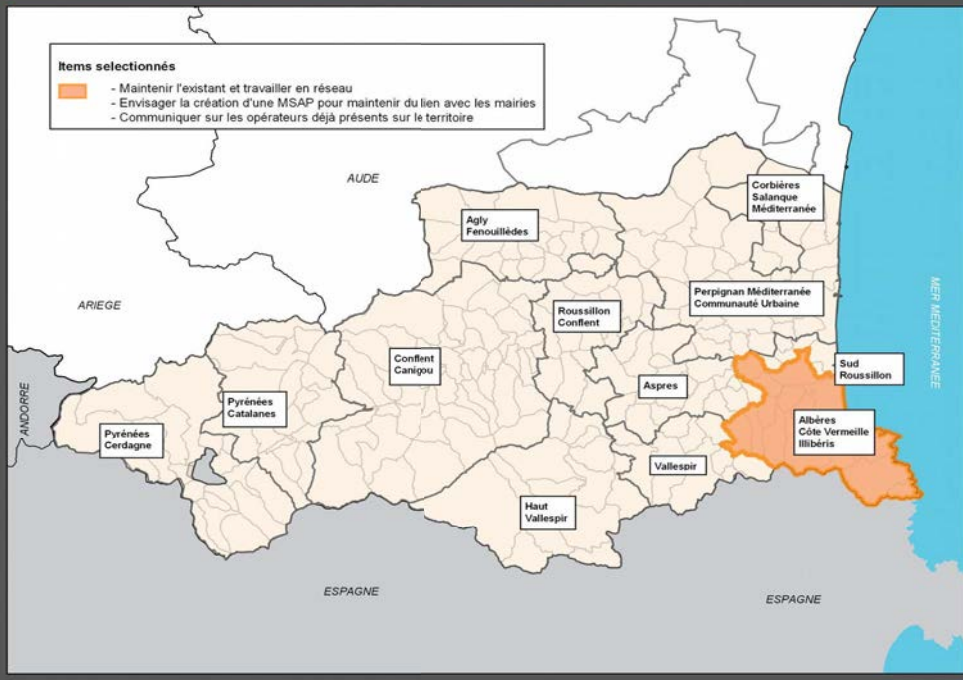 Items selectionnés
- Maintenir l'existant et travailler en réseau
- Envisager la création d'une MSAP pour maintenir du lien avec les mairies
- Communiquer sur les opérateurs déjà présents sur le territoire
AUDE
Corbières
Salanque
Méditerranée
Agly
Fenouillèdes
ARIEGE
Perpignan Méditerranée
Communauté Urbaine
MER MEDITERRANEE
Roussillon
Conflent
Conflent
Canigou
Sud
Roussillon
ANDORRE
Aspres
Pyrénées
Catalanes
Albères
Côte Vermeille
Illibéris
Pyrénées
Cerdagne
Vallespir
Haut
Vallespir
ESPAGNE
ESPAGNE